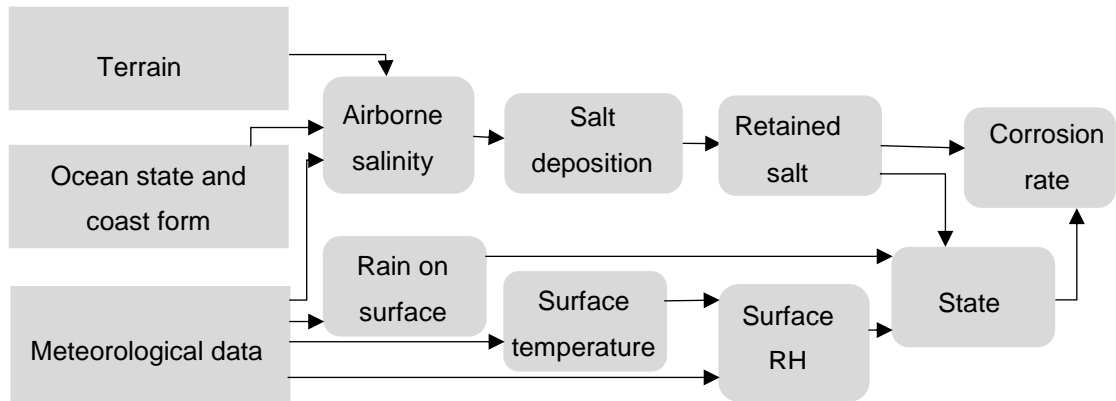 Terrain
Ocean state and
coast form
Meteorological data
Airborne
salinity
Rain on
surface
Salt
deposition
Surface
temperature
Retained
salt
Surface
RH
State
Corrosion
rate